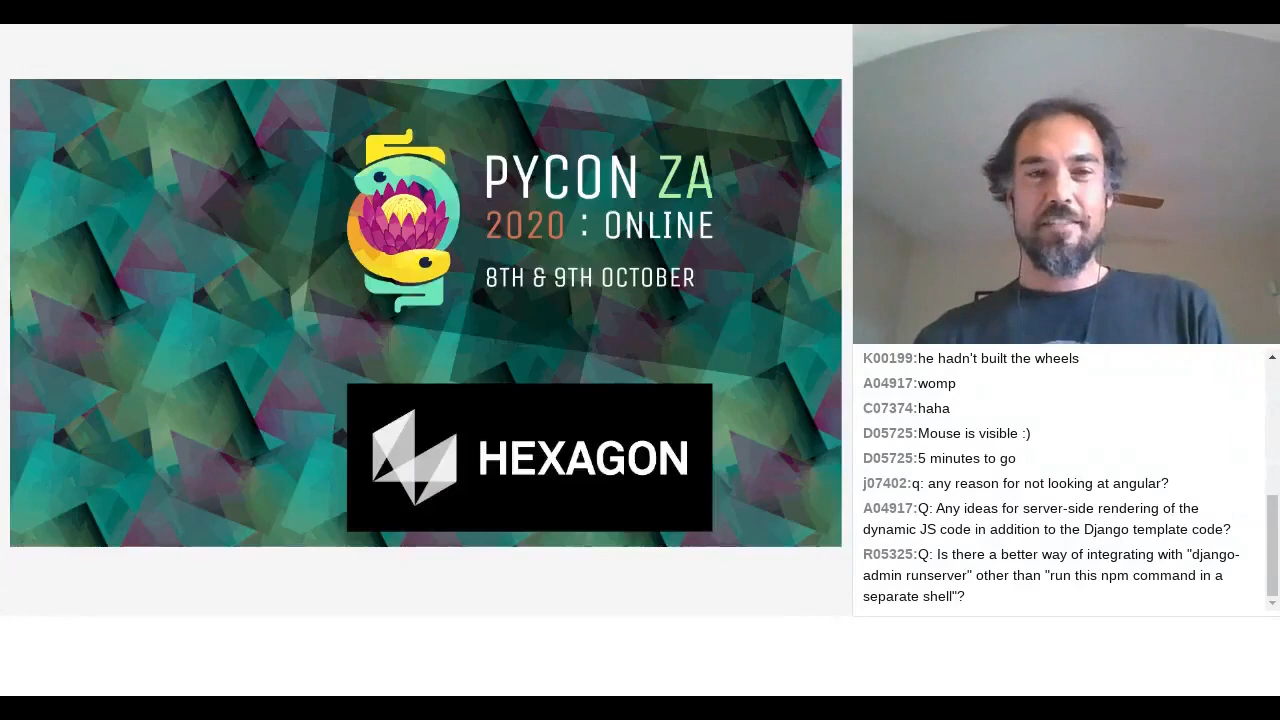 PYCON ZA
2020 : ONLINE
8TH & 9TH OCTOBER
HEXAGON
K00199:he hadn't built the wheels
A04917:womp
C07374:haha
D05725:Mouse is visible :)
D05725:5 minutes to go
j07402:q: any reason for not looking at angular?
A04917:Q: Any ideas for server-side rendering of the
dynamic JS code in addition to the Django template code?
R05325:Q: Is there a better way of integrating with "django-
admin runserver" other than "run this npm command in a
separate shell"?